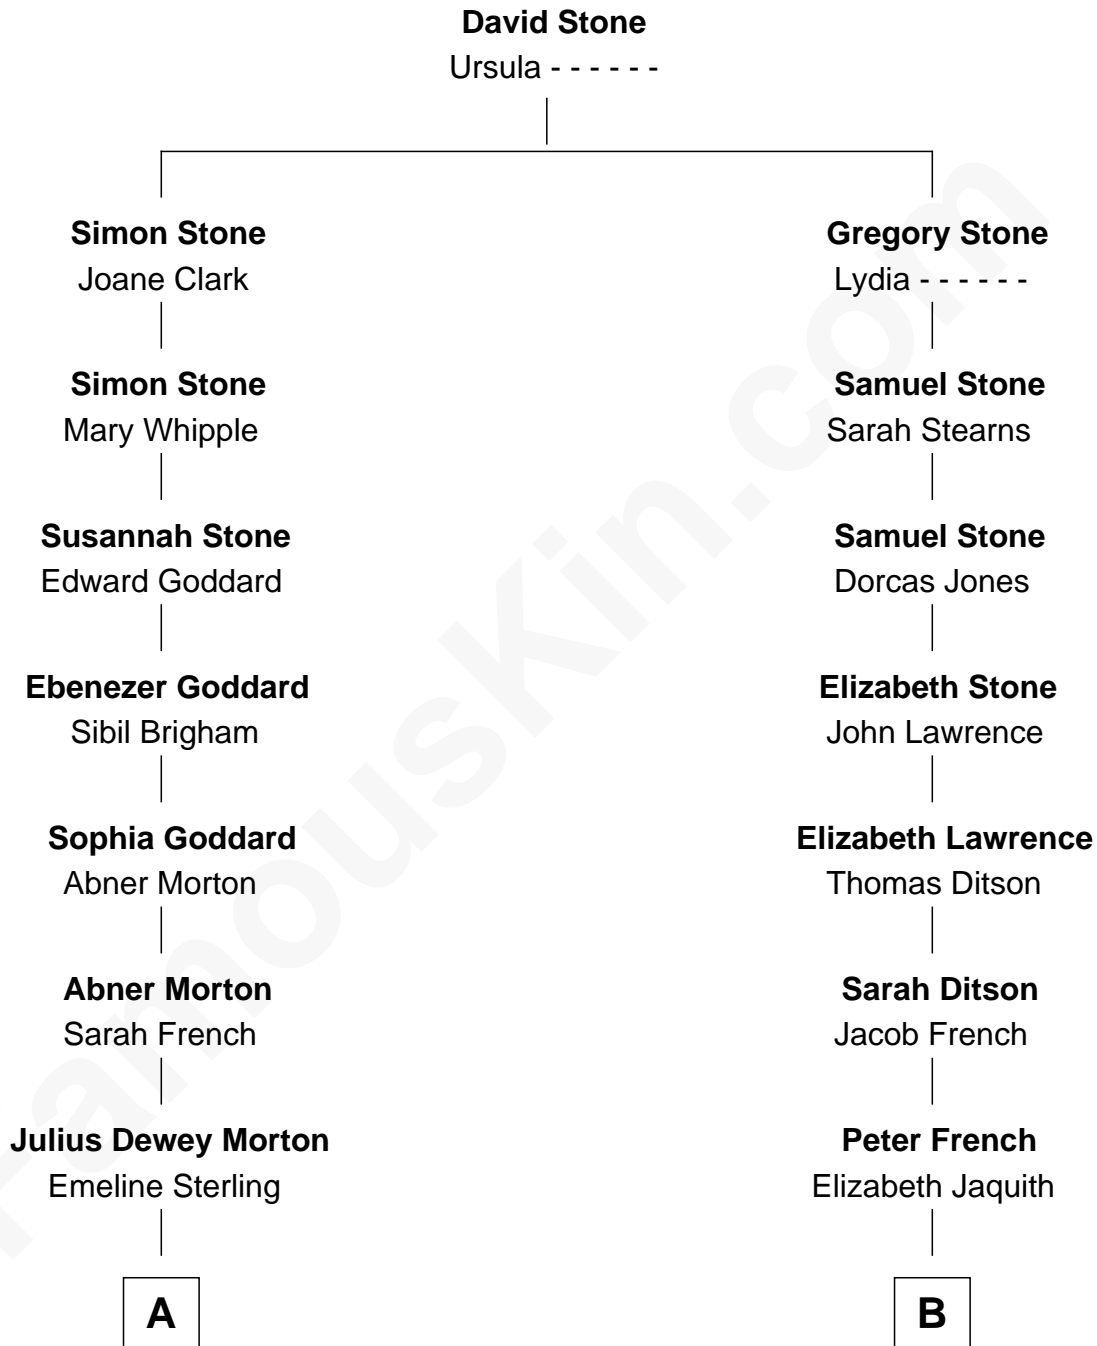 David Stone
Ursula - - - - - -
Simon Stone
Joane Clark
Gregory Stone
Lydia - - - - - -
Simon Stone
Mary Whipple
Samuel Stone
Sarah Stearns
Susannah Stone
Edward Goddard
Samuel Stone
Dorcas Jones
Ebenezer Goddard
Sibil Brigham
Elizabeth Stone
John Lawrence
Sophia Goddard
Abner Morton
Elizabeth Lawrence
Thomas Ditson
Abner Morton
Sarah French
Sarah Ditson
Jacob French
Julius Dewey Morton
Emeline Sterling
Peter French
Elizabeth Jaquith
A
B
FamousKin.com